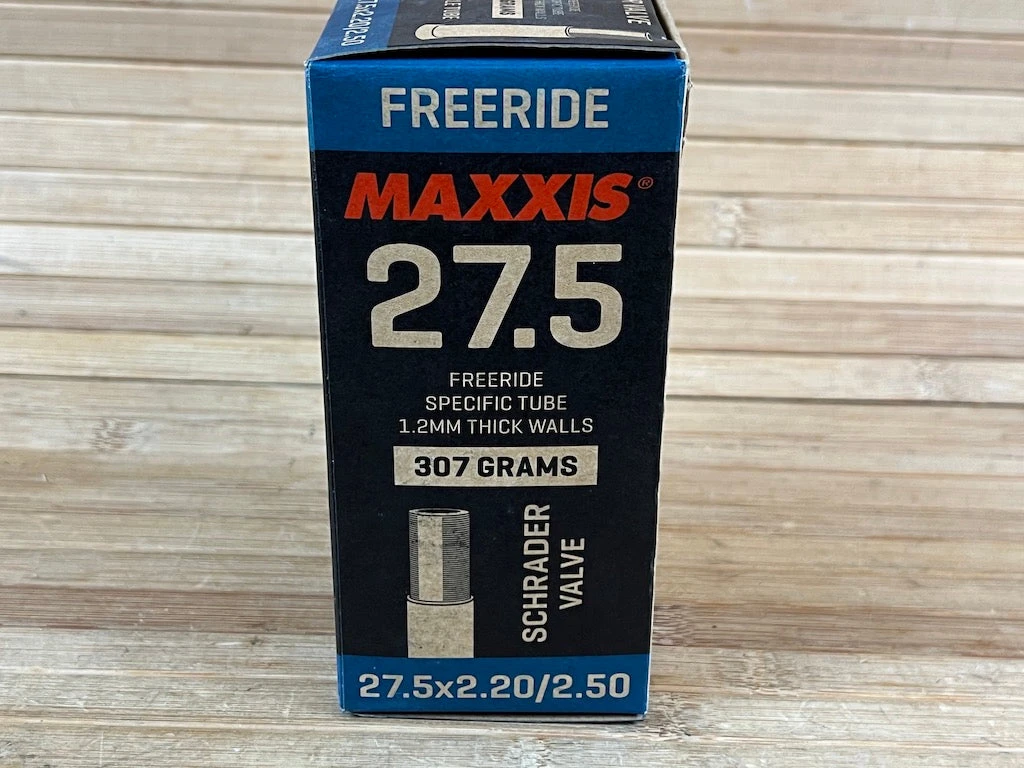 FREERIDE
MAXXIS®
27.5
FREERIDE
SPECIFIC TUBE
1.2MM THICK WALLS
307 GRAMS
SCHRADER
VALVE
27.5x2.20/2.50